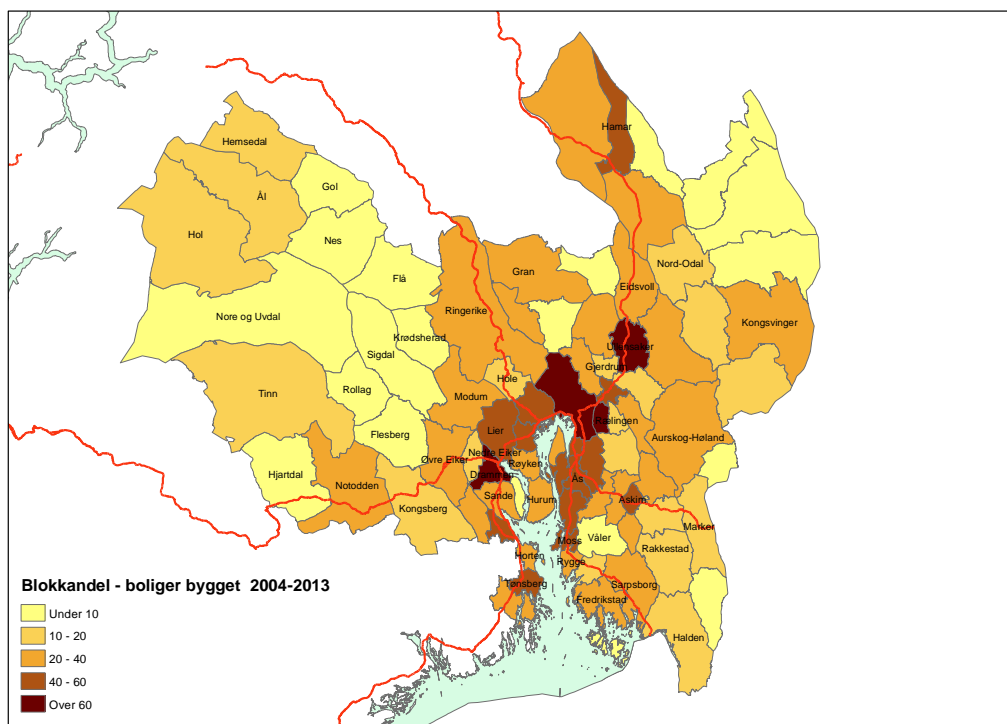 Hamar
Hemsedal
Gol
Ål
Hol
Nes
Nord-Odal
Gran
Flå
Eidsvoll
Ringerike
Nore og Uvdal
Kongsvinger
Krødsherad
Ullensaker
Sigdal
Gjerdrum
Tinn
Hole
Rollag
Modum
Rælingen
Lier
Flesberg
Aurskog-Høland
Nedre Eiker
Øvre Eiker
Røyken
Hjartdal
Drammen
Ås
Notodden
Sande
Hurum
Askim
Kongsberg
Marker
Moss
Våler
Rakkestad
Horten
Rygge
Tønsberg
Sarpsborg
Fredrikstad
Halden
Blokkandel - boliger bygget 2004-2013
Under 10
10 - 20
20 - 40
40 - 60
Over 60